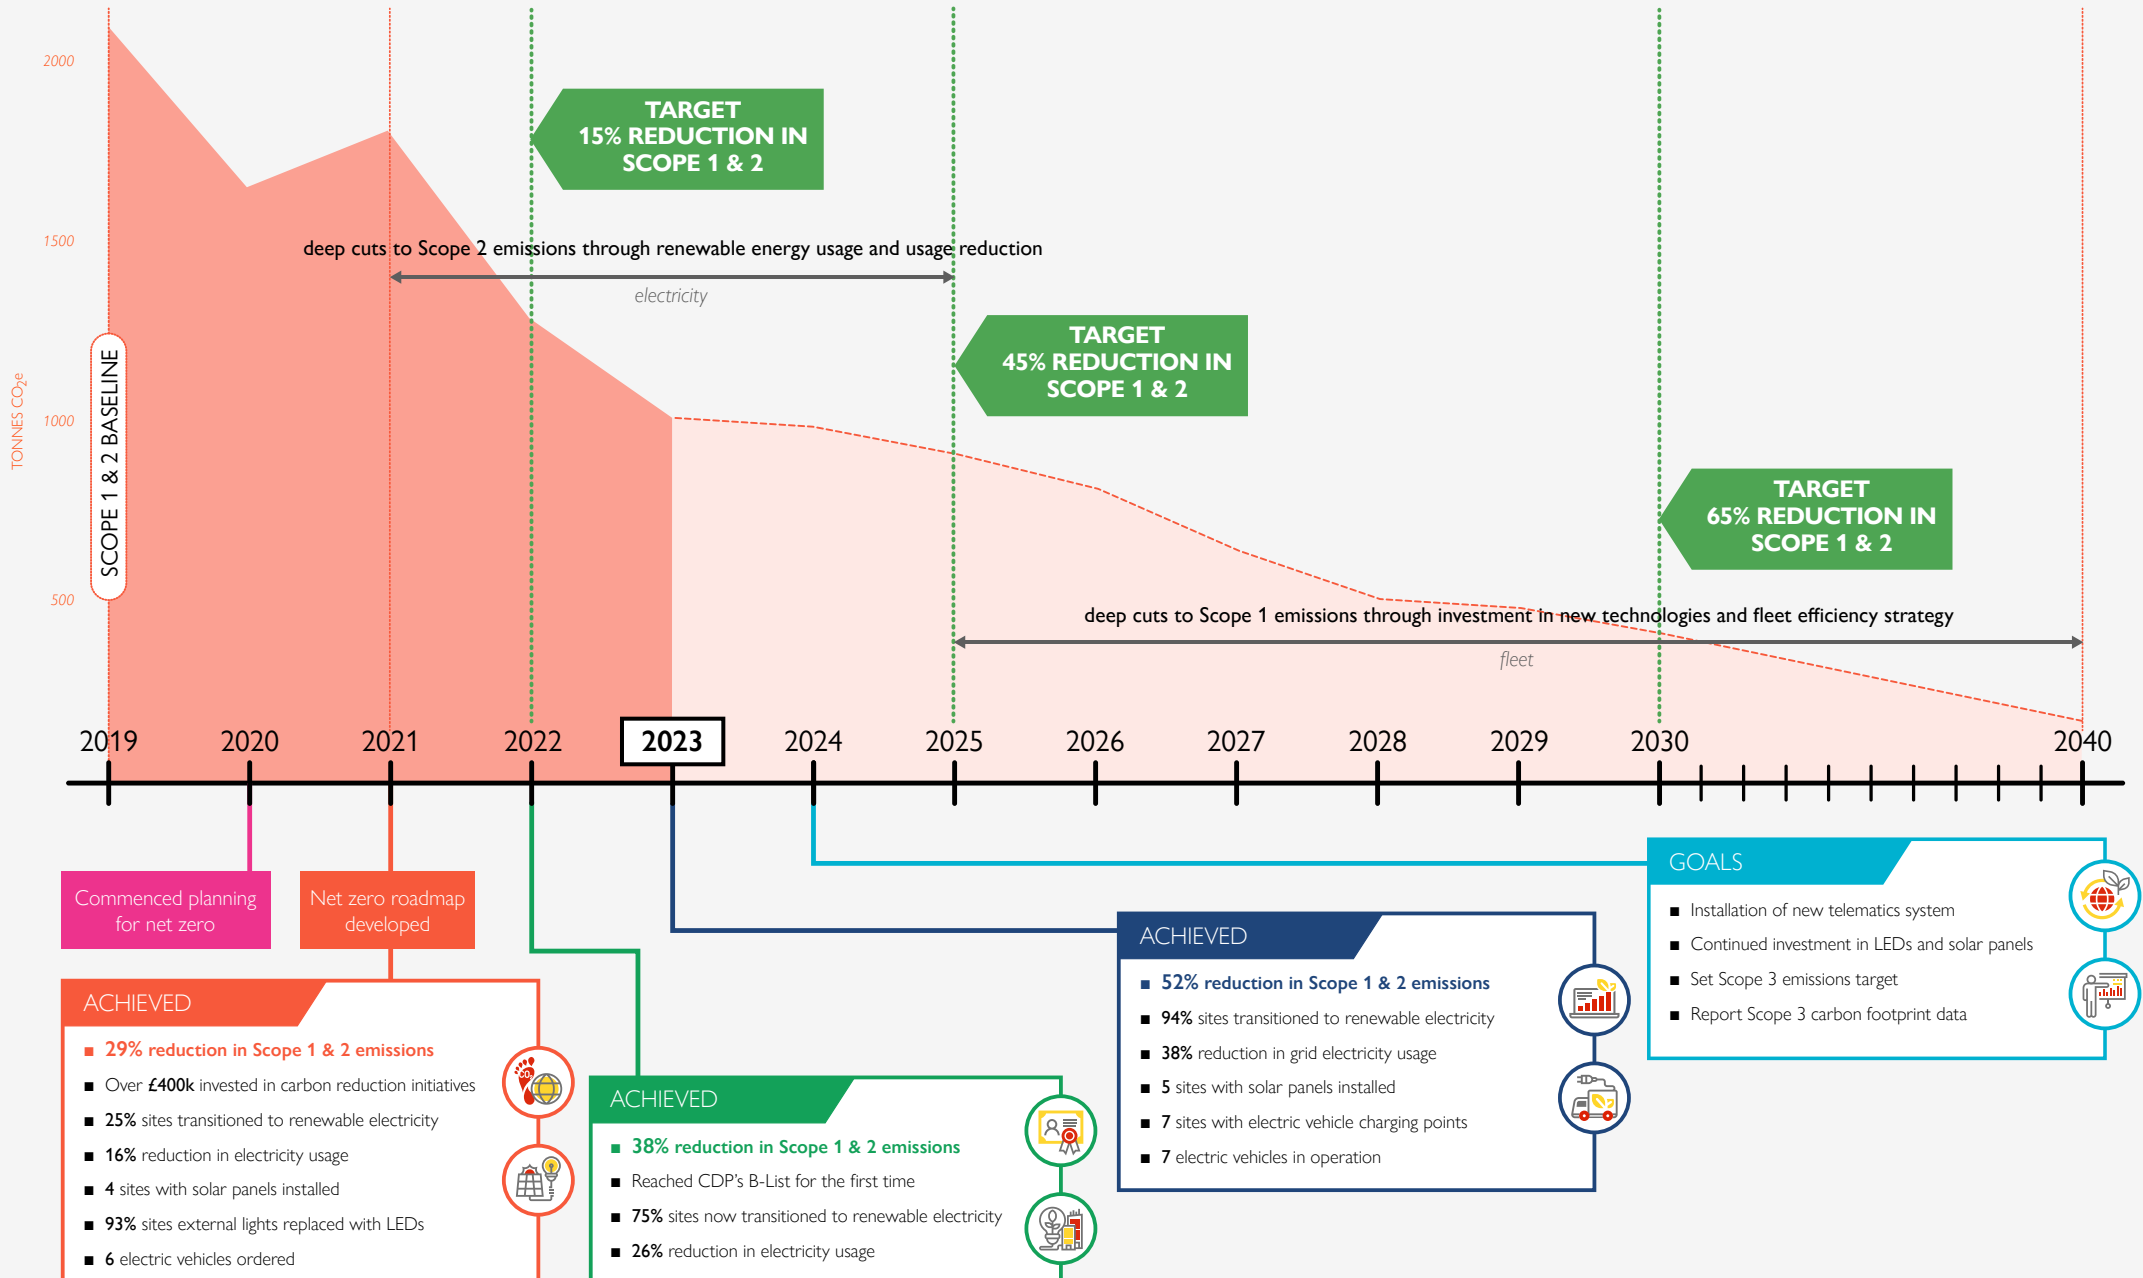 2000
1500
1000
500
TONNES CO2e
SCOPE 1 & 2 BASELINE
TARGET
15% REDUCTION IN
SCOPE 1 & 2
deep cuts to Scope 2 emissions through renewable energy usage and usage reduction
electricity
TARGET
45% REDUCTION IN
SCOPE 1 & 2
TARGET
65% REDUCTION IN
SCOPE 1 & 2
deep cuts to Scope 1 emissions through investment in new technologies and fleet efficiency strategy
fleet
2019 2020 2021 2022 2023 2024 2025 2026 2027 2028 2029 2030 2040
Commenced planning
for net zero
Net zero roadmap
developed
ACHIEVED
■ 29% reduction in Scope 1 & 2 emissions
■ Over £400k invested in carbon reduction initiatives
■ 25% sites transitioned to renewable electricity
■ 16% reduction in electricity usage
■ 4 sites with solar panels installed
■ 93% sites external lights replaced with LEDs
■ 6 electric vehicles ordered
CO2
ACHIEVED
■ 38% reduction in Scope 1 & 2 emissions
■ Reached CDP's B-List for the first time
■ 75% sites now transitioned to renewable electricity
■ 26% reduction in electricity usage
ACHIEVED
■ 52% reduction in Scope 1 & 2 emissions
■ 94% sites transitioned to renewable electricity
■ 38% reduction in grid electricity usage
■ 5 sites with solar panels installed
■ 7 sites with electric vehicle charging points
■ 7 electric vehicles in operation
GOALS
■ Installation of new telematics system
■ Continued investment in LEDs and solar panels
■ Set Scope 3 emissions target
■ Report Scope 3 carbon footprint data